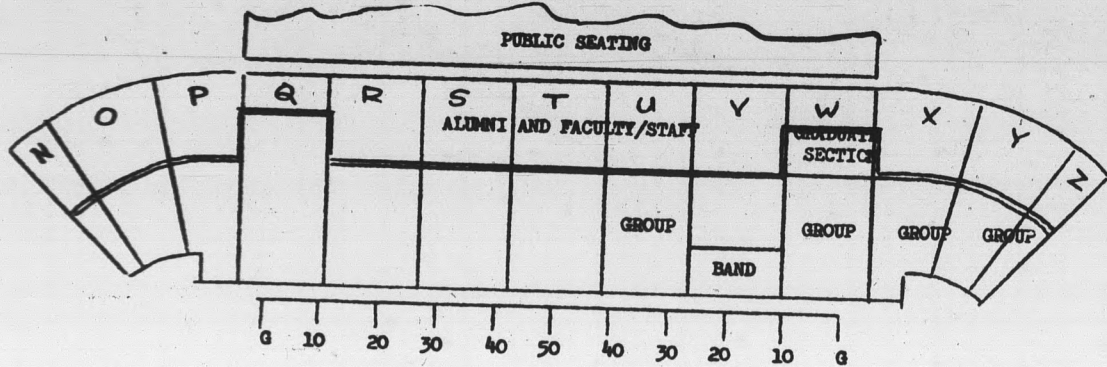 PUBLIC SEATING
N O P Q R S T U V W X Y Z
ALUMNI AND FACULTY/STAFF
GRADUATE
SECTION
GROUP GROUP GROUP GROUP
BAND
G 10 20 30 40 50 40 30 20 10 G